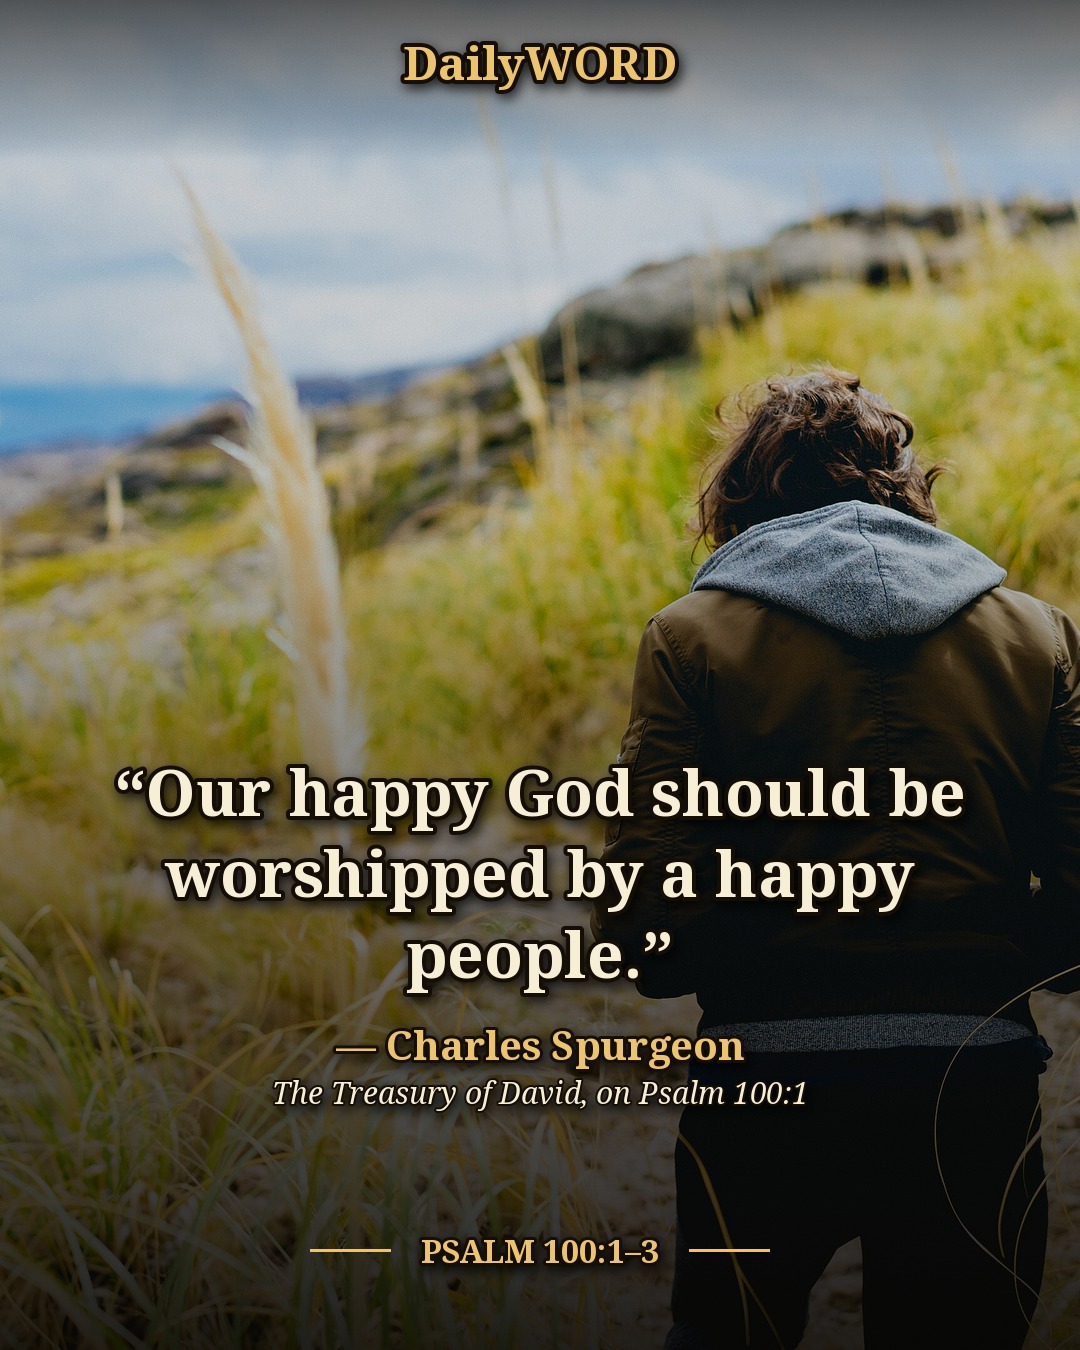 DailyWORD
“Our happy God should be
worshipped by a happy
people.”
— Charles Spurgeon
The Treasury of David, on Psalm 100:1
PSALM 100:1–3